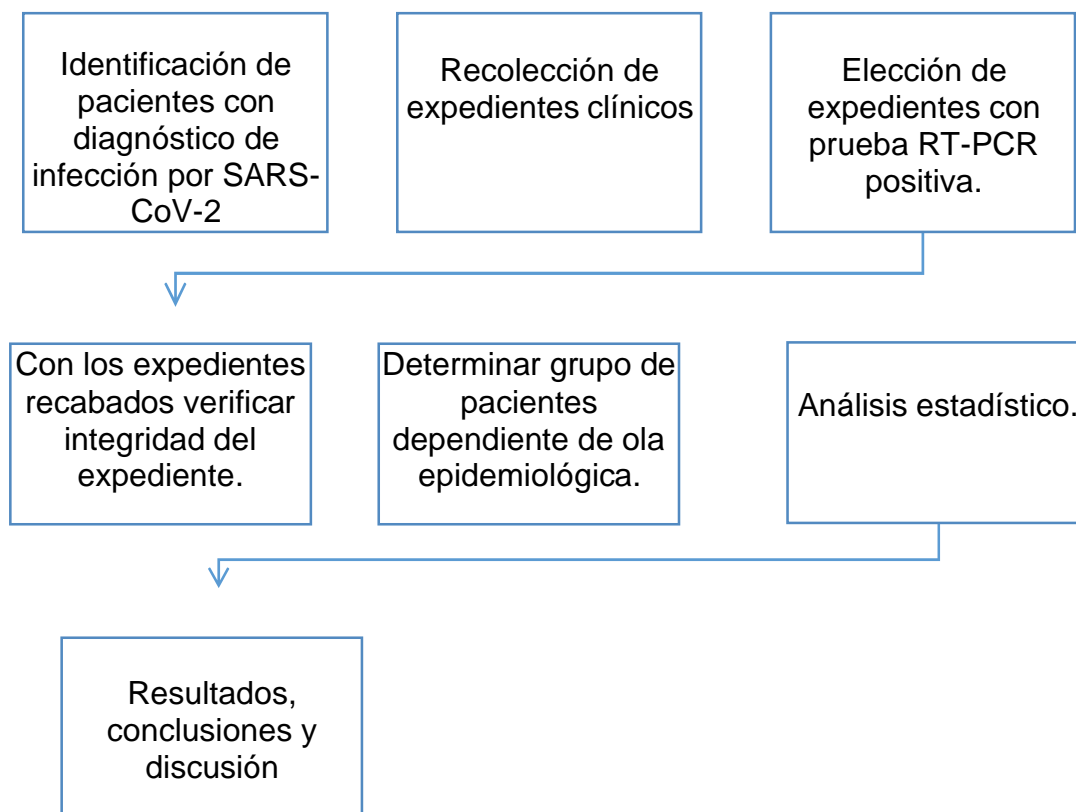 Identificación de
pacientes con
diagnóstico de
infección por SARS-
CoV-2
Recolección de
expedientes clínicos
Elección de
expedientes con
prueba RT-PCR
positiva.
Con los expedientes
recabados verificar
integridad del
expediente.
Determinar grupo de
pacientes
dependiente de ola
epidemiológica.
Análisis estadístico.
Resultados,
conclusiones y
discusión